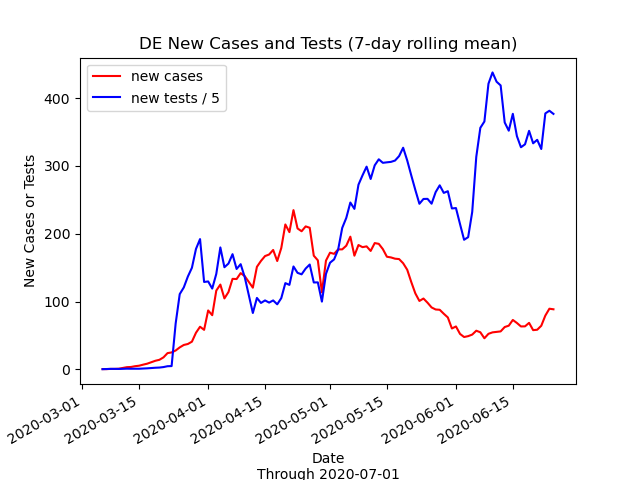 DE New Cases and Tests (7-day rolling mean)
new cases
new tests / 5
New Cases or Tests
400
300
200
100
0
2020-03-01
2020-03-15
2020-04-01
2020-04-15
2020-05-01
2020-05-15
2020-06-01
2020-06-15
Date
Through 2020-07-01